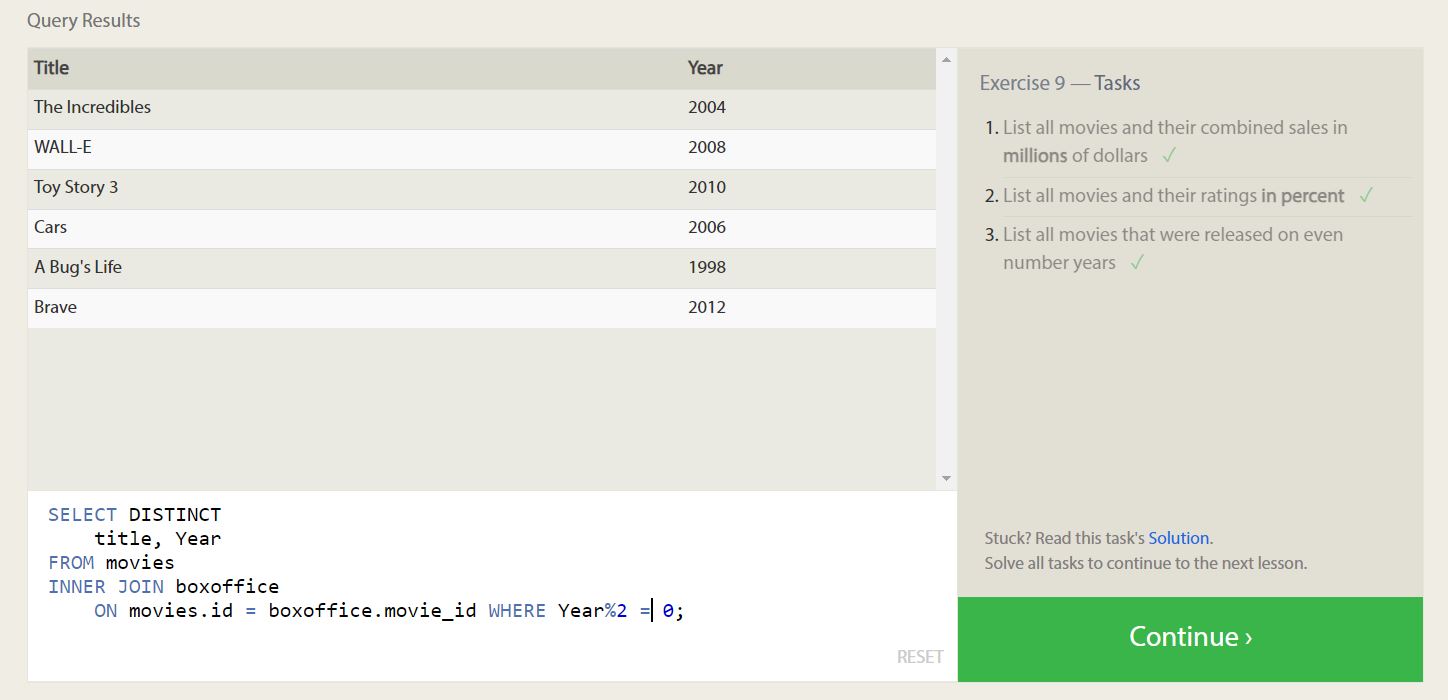 Query Results
Title Year
The Incredibles 2004
WALL-E 2008
Toy Story 3 2010
Cars 2006
A Bug's Life 1998
Brave 2012
SELECT DISTINCT
title, Year
FROM movies
INNER JOIN boxoffice
ON movies.id = boxoffice.movie_id WHERE Year%2 = 0;
RESET
Exercise 9 — Tasks
1. List all movies and their combined sales in
millions of dollars ✓
2. List all movies and their ratings in percent ✓
3. List all movies that were released on even
number years ✓
Stuck? Read this task's Solution.
Solve all tasks to continue to the next lesson.
Continue ›